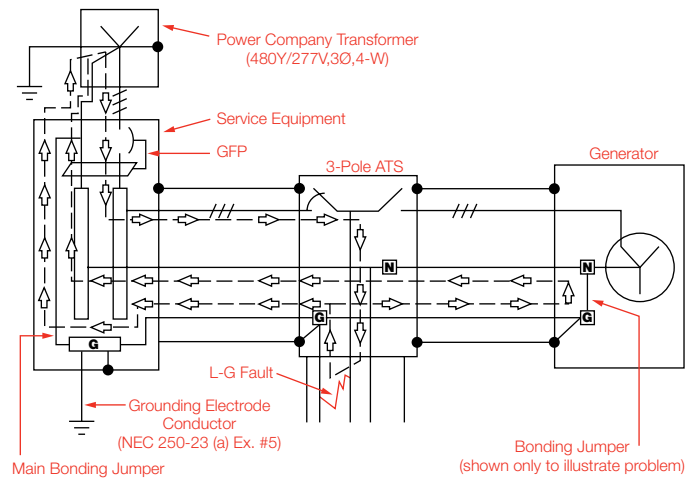 Power Company Transformer
(480Y/277V,3Ø,4-W)
Service Equipment
GFP
3-Pole ATS
Generator
N
N
G
G
G
L-G Fault
Grounding Electrode
Conductor
(NEC 250-23 (a) Ex. #5)
Main Bonding Jumper
Bonding Jumper
(shown only to illustrate problem)